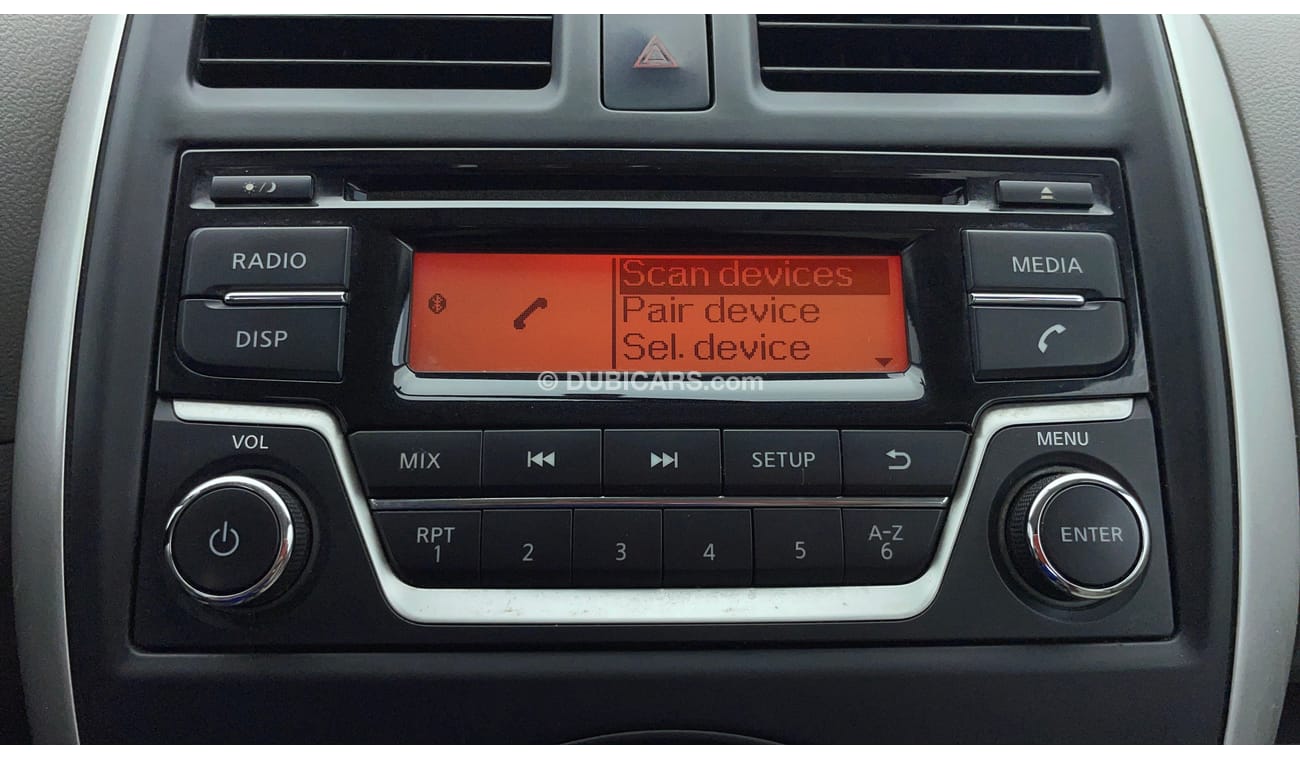 RADIO
DISP
Scan devices
Pair device
Sel. device
MEDIA
© DUBICARS.com
VOL
MENU
MIX
SETUP
ENTER
RPT
1
2
3
4
5
A-Z
6